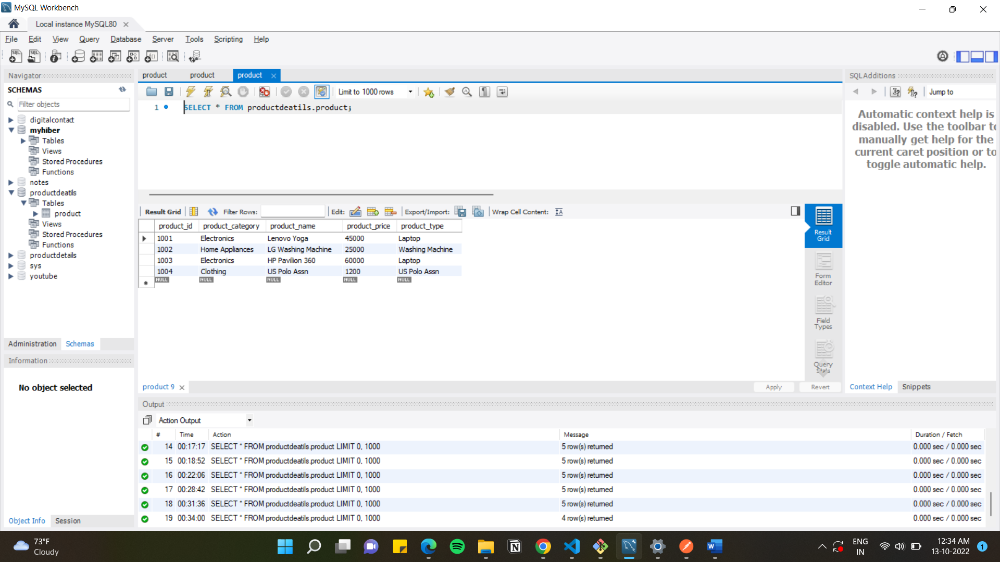 MySQL Workbench
Local instance MySQL80
File Edit View Query Database Server Tools Scripting Help
Navigator
SCHEMAS
Filter objects
digitalcontact
myhiber
Tables
Views
Stored Procedures
Functions
notes
productdeatils
Tables
product
Views
Stored Procedures
Functions
productdetails
sys
youtube
Administration Schemas
Information
No object selected
Object Info Session
product product product
Limit to 1000 rows
1 SELECT * FROM productdeatils.product;
Result Grid Filter Rows: Edit: Export/Import: Wrap Cell Content:
product_id product_category product_name product_price product_type
1001 Electronics Lenovo Yoga 45000 Laptop
1002 Home Appliances LG Washing Machine 25000 Washing Machine
1003 Electronics HP Pavilion 360 60000 Laptop
1004 Clothing US Polo Assn 1200 US Polo Assn
NULL NULL NULL NULL NULL
Result
Grid
Form
Editor
Field
Types
Query
Stats
product 9 Apply Revert
SQLAdditions
Jump to
Automatic context help is
disabled. Use the toolbar to
manually get help for the
current caret position or to
toggle automatic help.
Context Help Snippets
Output
Action Output
# Time Action Message Duration / Fetch
14 00:17:17 SELECT * FROM productdeatils.product LIMIT 0, 1000 5 row(s) returned 0.000 sec / 0.000 sec
15 00:18:52 SELECT * FROM productdeatils.product LIMIT 0, 1000 5 row(s) returned 0.000 sec / 0.000 sec
16 00:22:06 SELECT * FROM productdeatils.product LIMIT 0, 1000 5 row(s) returned 0.000 sec / 0.000 sec
17 00:28:42 SELECT * FROM productdeatils.product LIMIT 0, 1000 5 row(s) returned 0.000 sec / 0.000 sec
18 00:31:36 SELECT * FROM productdeatils.product LIMIT 0, 1000 5 row(s) returned 0.000 sec / 0.000 sec
19 00:34:00 SELECT * FROM productdeatils.product LIMIT 0, 1000 4 row(s) returned 0.000 sec / 0.000 sec
73°F
Cloudy
ENG
IN
12:34 AM
13-10-2022
1